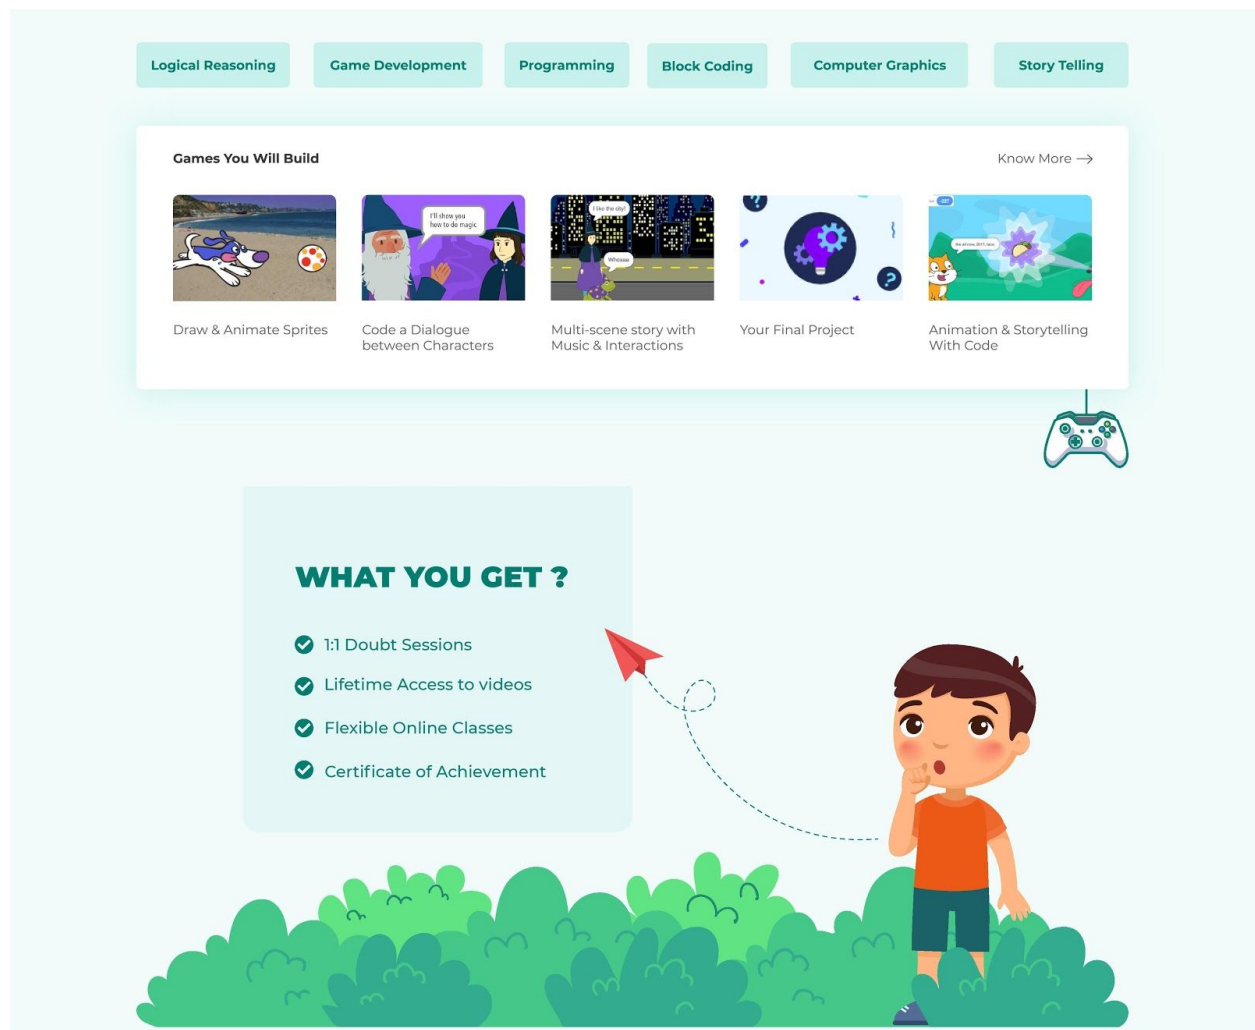 Logical Reasoning
Game Development
Programming
Block Coding
Computer Graphics
Story Telling
Games You Will Build
Know More
I'll show you
how to do magic
I like the city!
Whoaaa
Draw & Animate Sprites
Code a Dialogue
between Characters
Multi-scene story with
Music & Interactions
Your Final Project
Animation & Storytelling
With Code
WHAT YOU GET ?
1:1 Doubt Sessions
Lifetime Access to videos
Flexible Online Classes
Certificate of Achievement